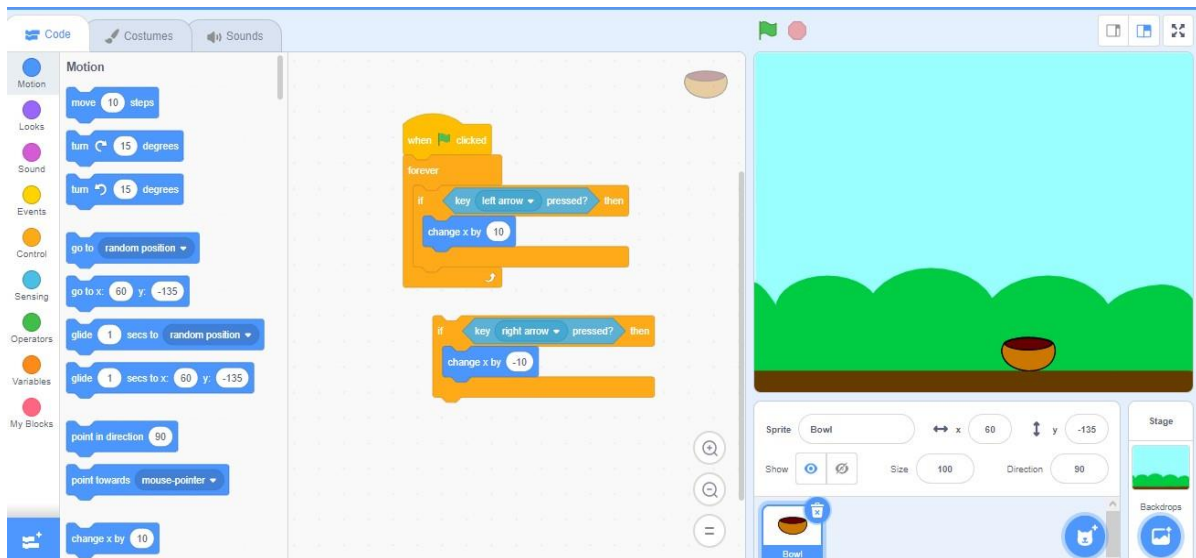 Code
Costumes
Sounds
Motion
Looks
Sound
Events
Control
Sensing
Operators
Variables
My Blocks
Motion
move 10 steps
turn 15 degrees
turn 15 degrees
go to random position
go to x: 60 y: -135
glide 1 secs to random position
glide 1 secs to x: 60 y: -135
point in direction 90
point towards mouse-pointer
change x by 10
when clicked
forever
if key left arrow pressed? then
change x by 10
if key right arrow pressed? then
change x by -10
Sprite Bowl x 60 y -135
Show Size 100 Direction 90
Bowl
Stage
Backdrops